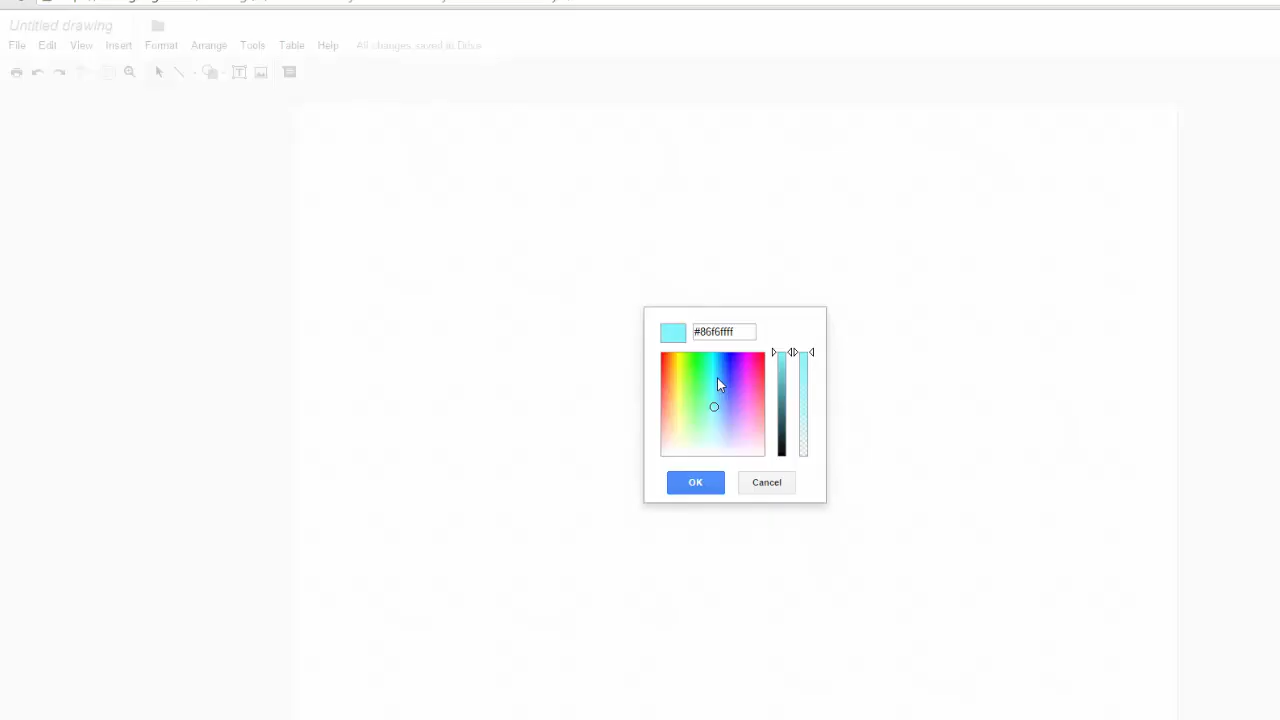 Untitled drawing
File Edit View Insert Format Arrange Tools Table Help All changes saved in Drive
#86f6ffff
OK Cancel